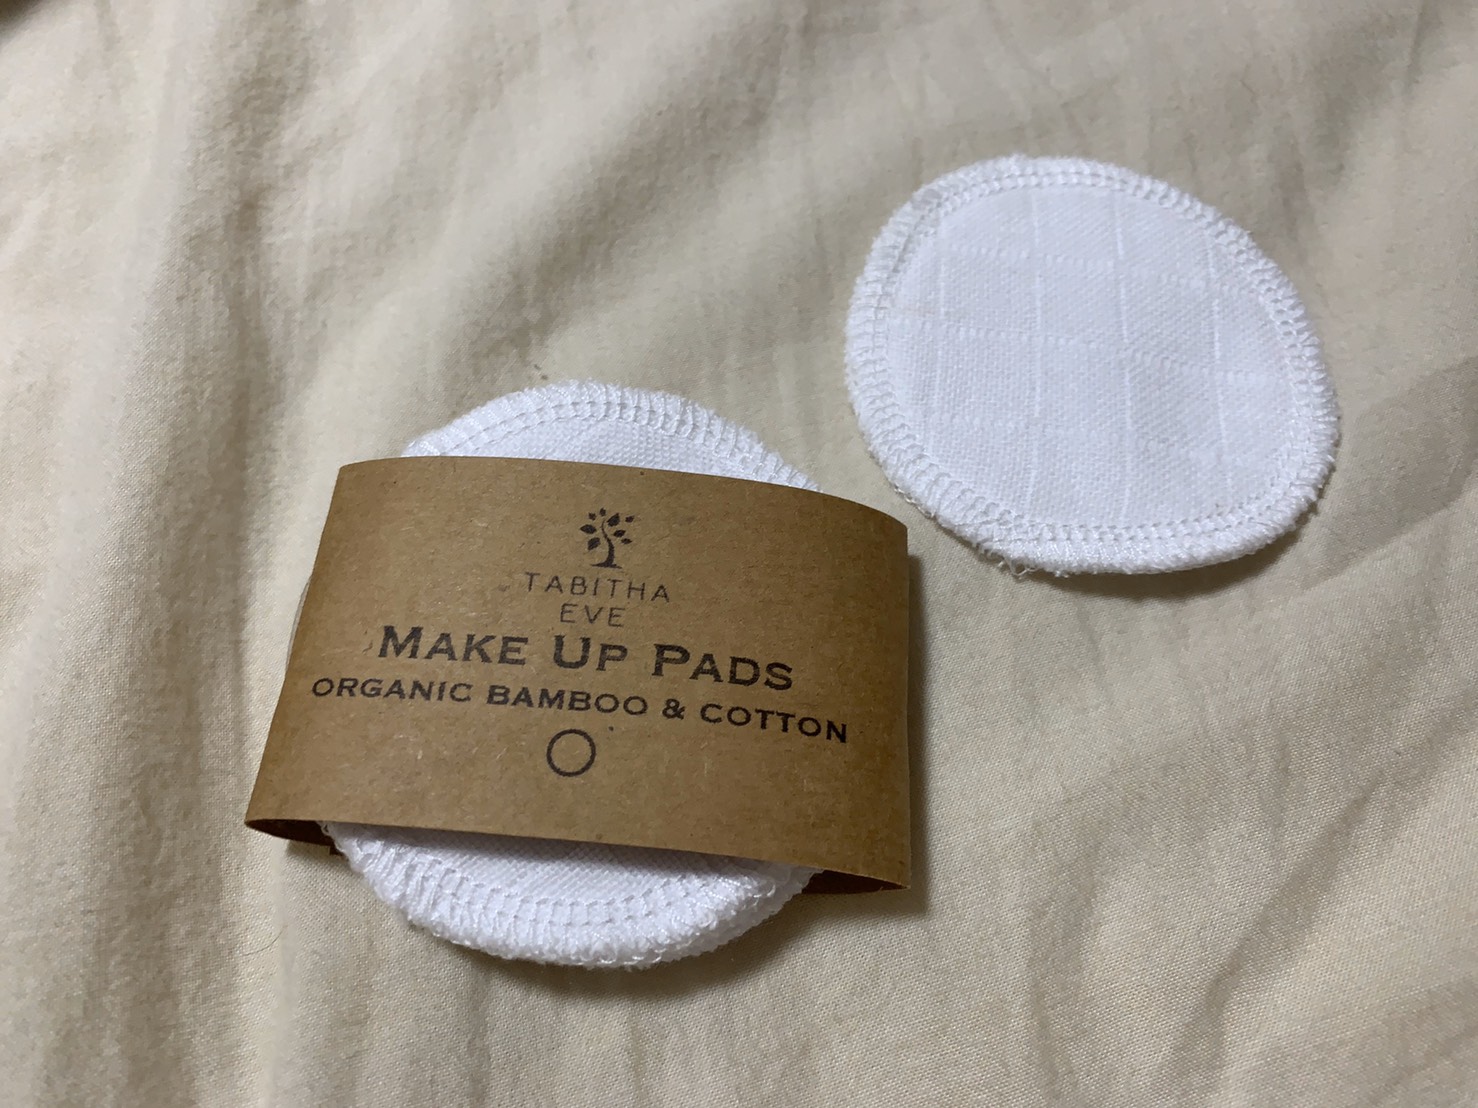 TABITHA
EVE
MAKE UP PADS
ORGANIC BAMBOO & COTTON